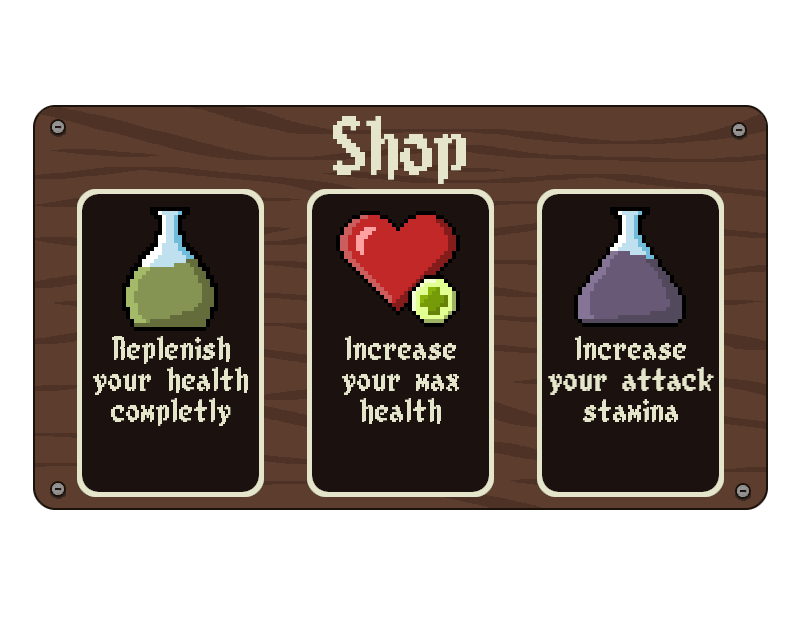 Shop
Replenish
your health
completly
Increase
your max
health
Increase
your attack
stamina